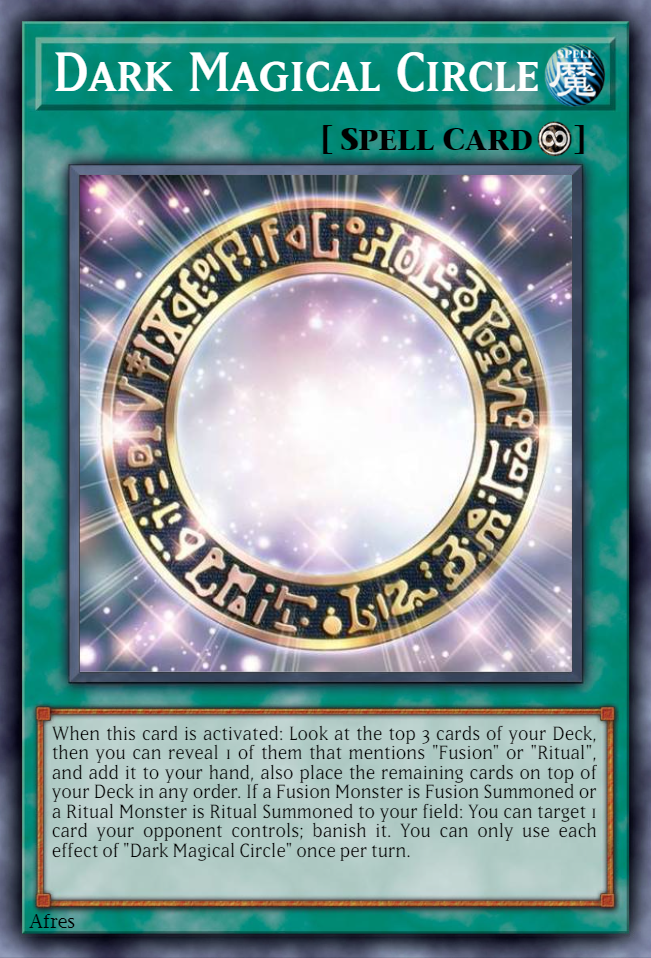 Dark Magical Circle
SPELL
魔
[ Spell Card ]
When this card is activated: Look at the top 3 cards of your Deck,
then you can reveal 1 of them that mentions "Fusion" or "Ritual",
and add it to your hand, also place the remaining cards on top of
your Deck in any order. If a Fusion Monster is Fusion Summoned or
a Ritual Monster is Ritual Summoned to your field: You can target 1
card your opponent controls; banish it. You can only use each
effect of "Dark Magical Circle" once per turn.
Afres